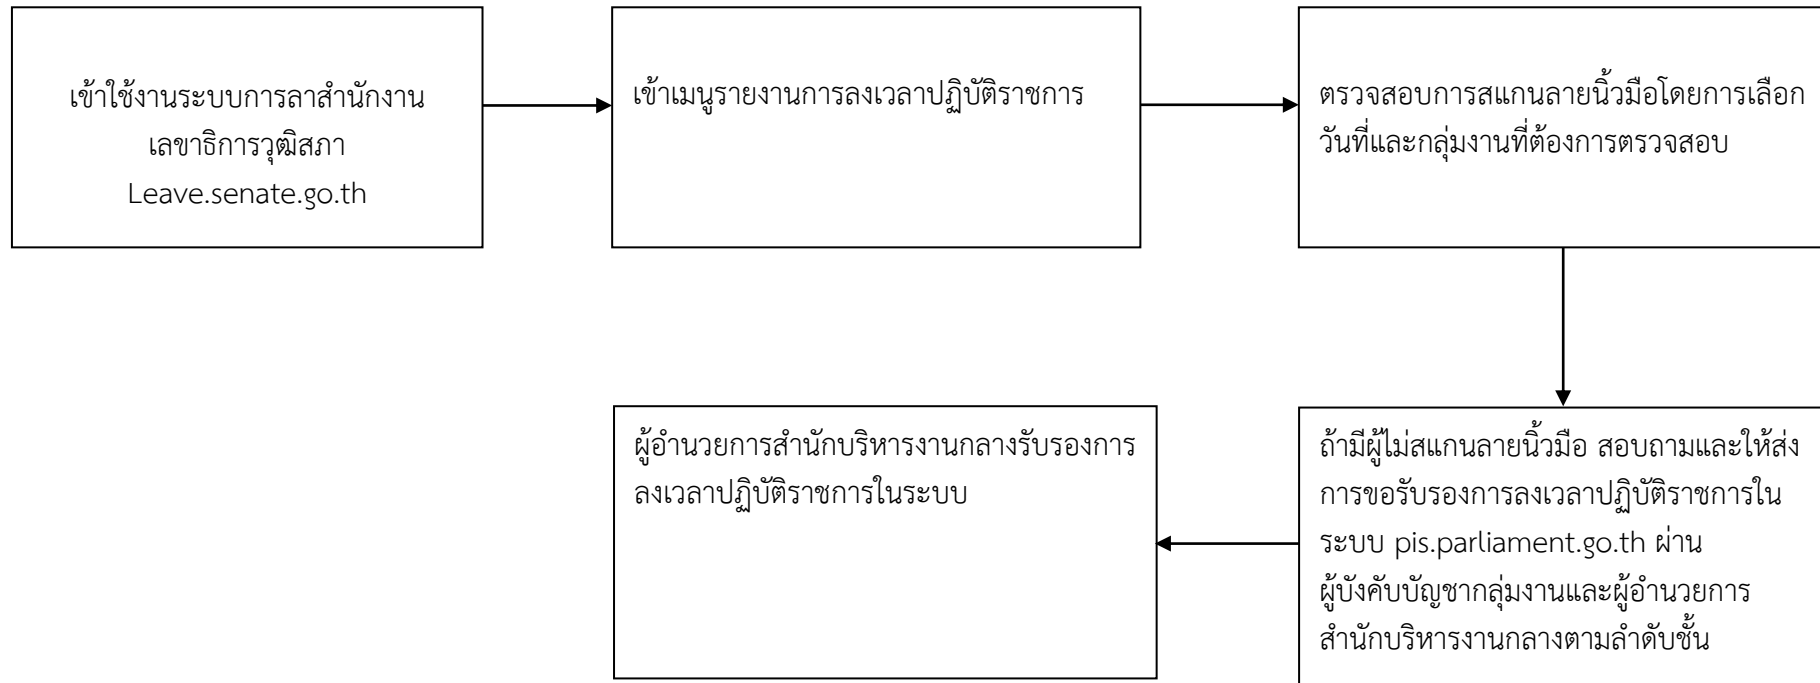 เข้าใช้งานระบบการลาสำนักงาน
เลขาธิการวุฒิสภา
Leave.senate.go.th
เข้าเมนูรายงานการลงเวลาปฏิบัติราชการ
ตรวจสอบการสแกนลายนิ้วมือโดยการเลือก
วันที่และกลุ่มงานที่ต้องการตรวจสอบ
ถ้ามีผู้ไม่สแกนลายนิ้วมือ สอบถามและให้ส่ง
การขอรับรองการลงเวลาปฏิบัติราชการใน
ระบบ pis.parliament.go.th ผ่าน
ผู้บังคับบัญชากลุ่มงานและผู้อำนวยการ
สำนักบริหารงานกลางตามลำดับชั้น
ผู้อำนวยการสำนักบริหารงานกลางรับรองการ
ลงเวลาปฏิบัติราชการในระบบ